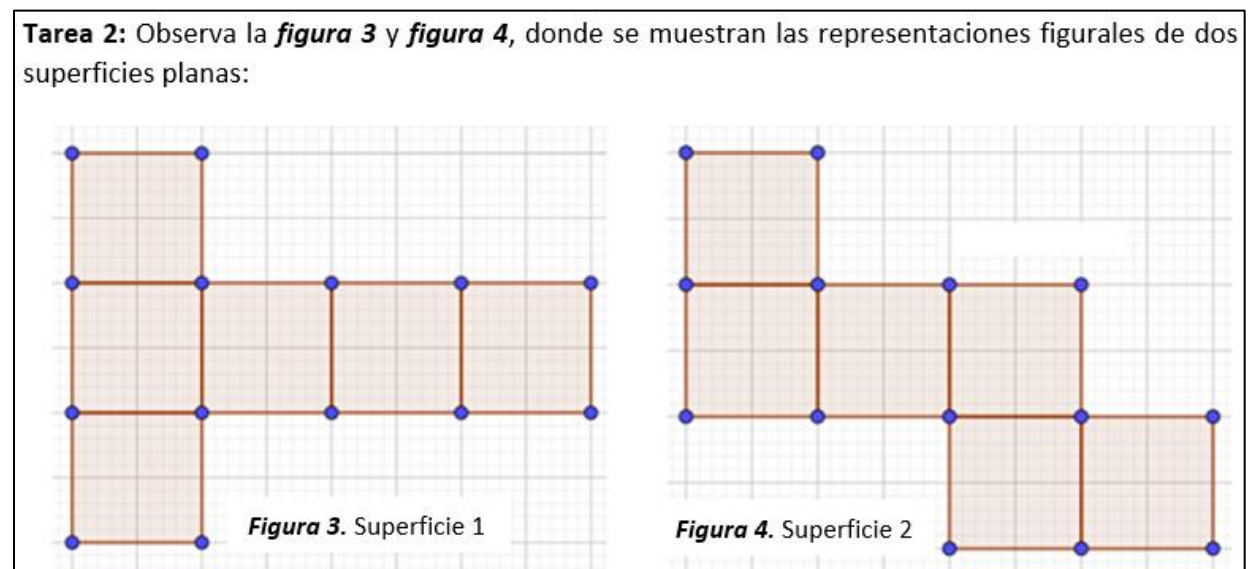 Tarea 2: Observa la figura 3 y figura 4, donde se muestran las representaciones figurales de dos
superficies planas:
Figura 3. Superficie 1
Figura 4. Superficie 2